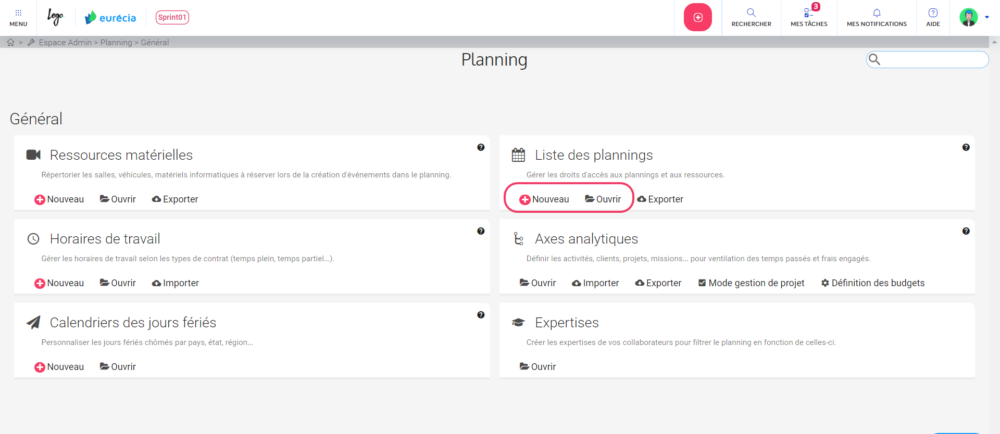 MENU
Logo
eurécia
Sprint01
RECHERCHER
3
MES TÂCHES
MES NOTIFICATIONS
AIDE
> Espace Admin > Planning > Général
Planning
Général
Ressources matérielles
Répertorier les salles, véhicules, matériels informatiques à réserver lors de la création d'événements dans le planning.
Nouveau Ouvrir Exporter
Liste des plannings
Gérer les droits d'accès aux plannings et aux ressources.
Nouveau Ouvrir Exporter
Horaires de travail
Gérer les horaires de travail selon les types de contrat (temps plein, temps partiel...).
Nouveau Ouvrir Importer
Axes analytiques
Définir les activités, clients, projets, missions... pour ventilation des temps passés et frais engagés.
Ouvrir Importer Exporter Mode gestion de projet Définition des budgets
Calendriers des jours fériés
Personnaliser les jours fériés chômés par pays, état, région...
Nouveau Ouvrir
Expertises
Créer les expertises de vos collaborateurs pour filtrer le planning en fonction de celles-ci.
Ouvrir